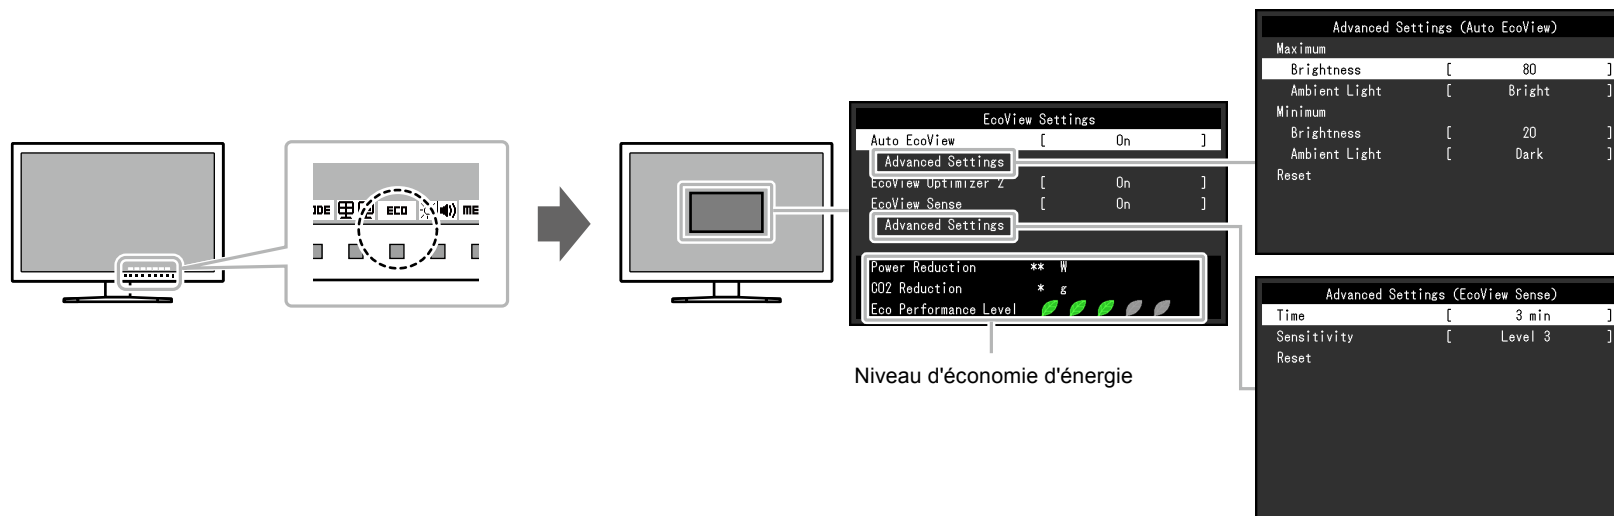 ODE ECO ME
EcoView Settings
Auto EcoView [ On ]
Advanced Settings
EcoView Optimizer 2 [ On ]
EcoView Sense [ On ]
Advanced Settings
Power Reduction ** W
CO2 Reduction * g
Eco Performance Level
Niveau d'économie d'énergie
Advanced Settings (Auto EcoView)
Maximum
Brightness [ 80 ]
Ambient Light [ Bright ]
Minimum
Brightness [ 20 ]
Ambient Light [ Dark ]
Reset
Advanced Settings (EcoView Sense)
Time [ 3 min ]
Sensitivity [ Level 3 ]
Reset